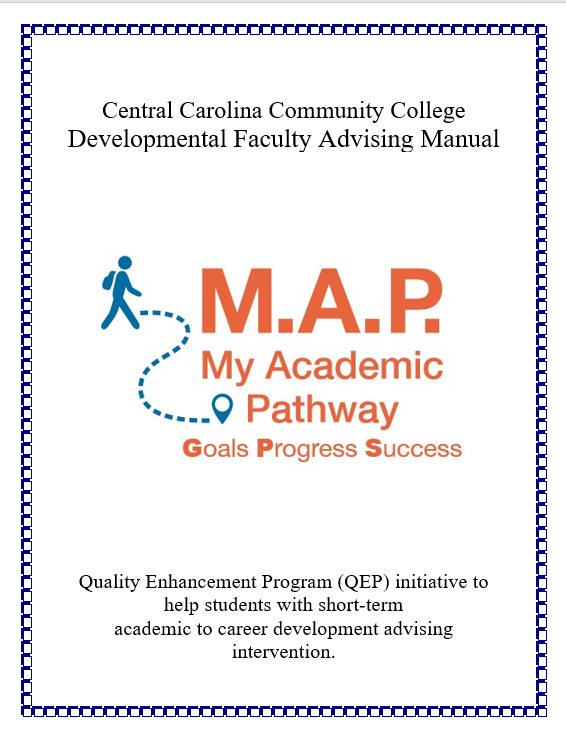 Central Carolina Community College
Developmental Faculty Advising Manual
M.A.P.
My Academic
Pathway
Goals Progress Success
Quality Enhancement Program (QEP) initiative to
help students with short-term
academic to career development advising
intervention.